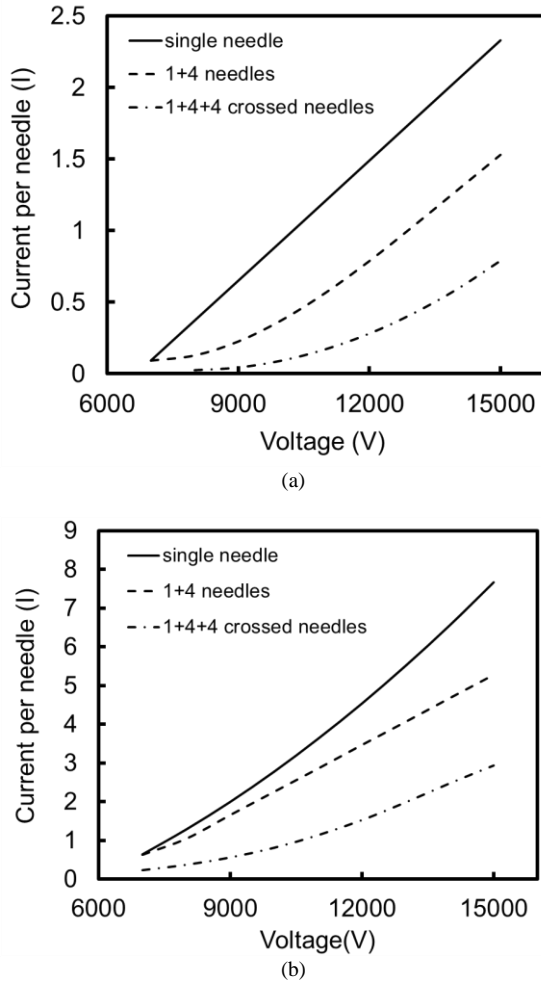 2.5
single needle
2
1+4 needles
1+4+4 crossed needles
1.5
1
0.5
0
Current per needle (I)
6000 9000 12000 15000
Voltage (V)
(a)
9
8
single needle
7
1+4 needles
6
1+4+4 crossed needles
5
4
3
2
1
0
Current per needle (I)
6000 9000 12000 15000
Voltage(V)
(b)